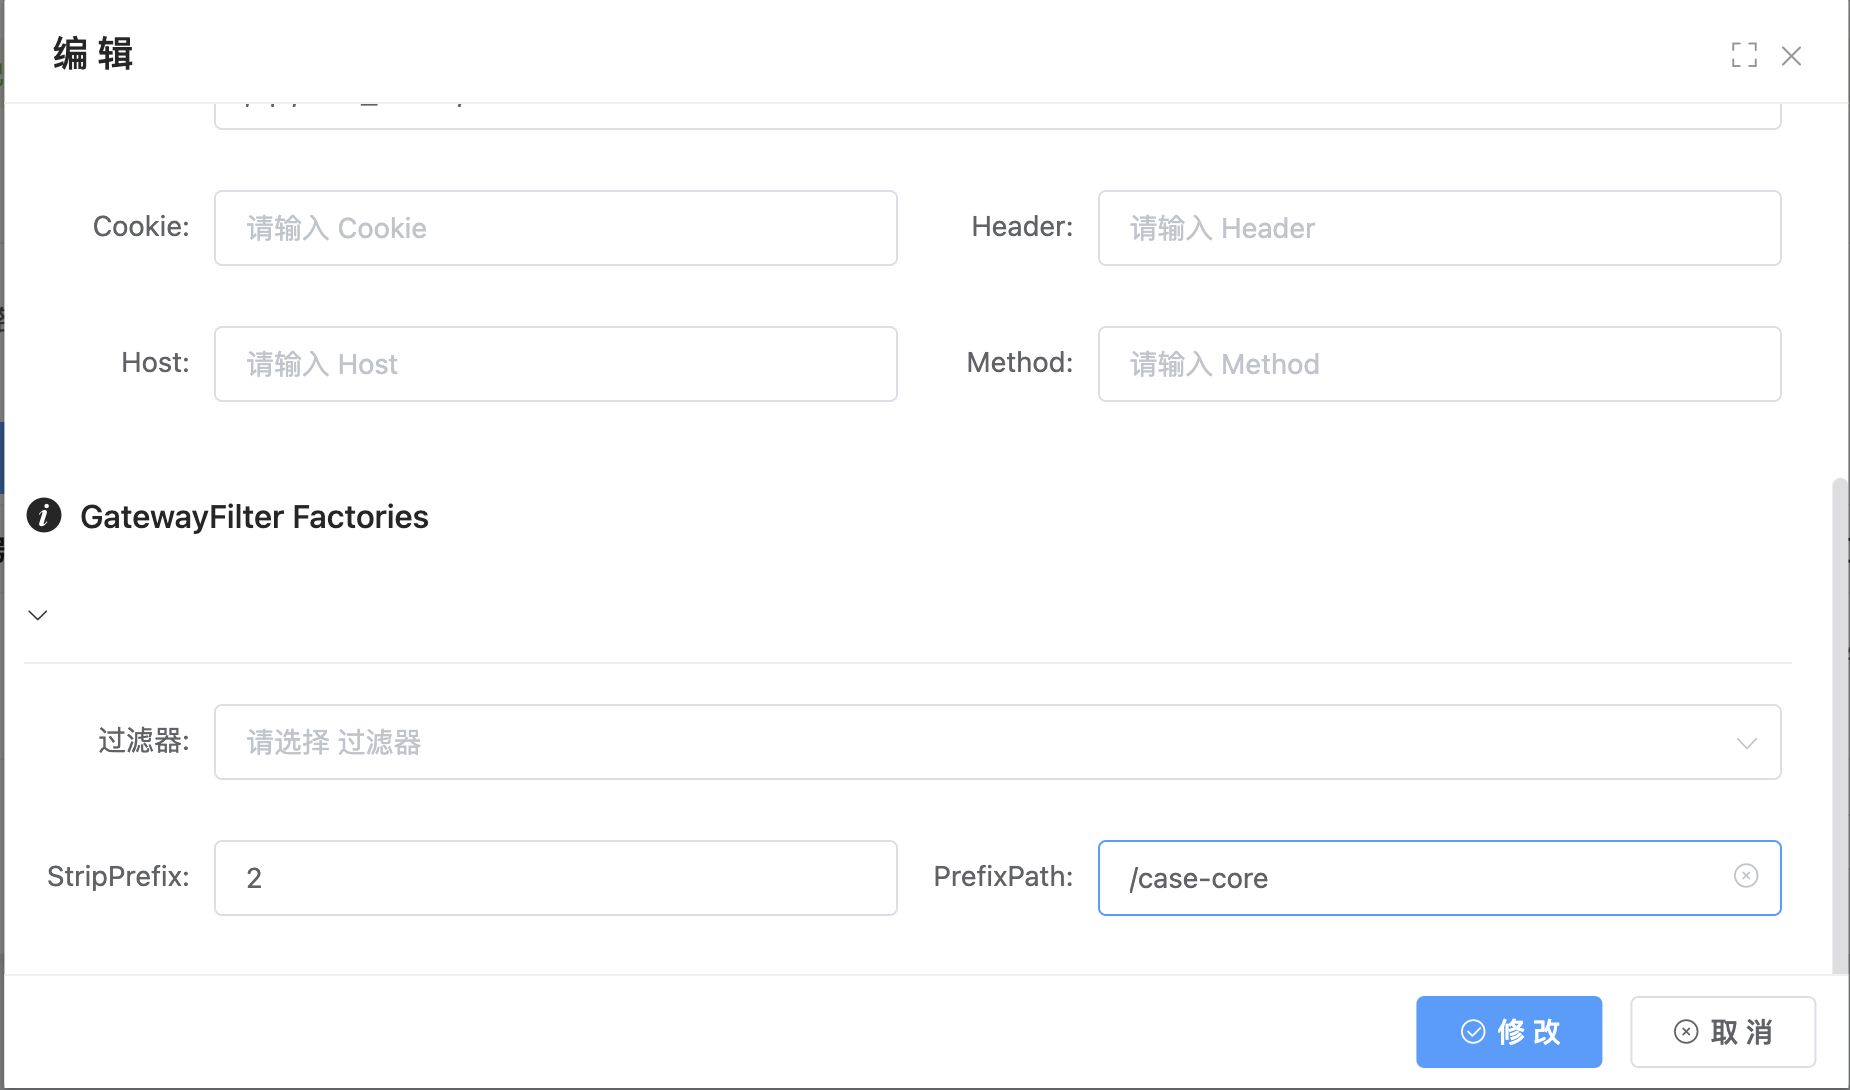 编 辑
Cookie: 请输入 Cookie
Header: 请输入 Header
Host: 请输入 Host
Method: 请输入 Method
GatewayFilter Factories
过滤器: 请选择 过滤器
StripPrefix: 2
PrefixPath: /case-core
修 改
取 消